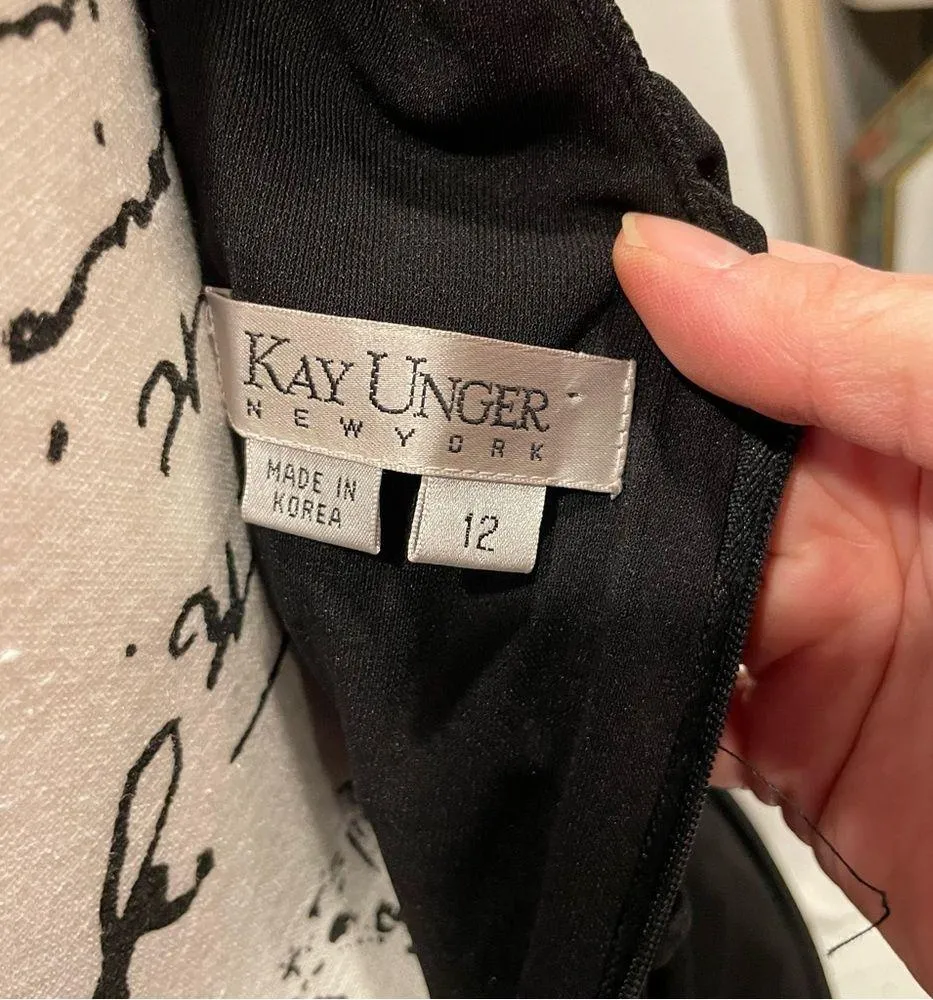 KAY UNGER
NEW YORK
MADE IN
KOREA
12